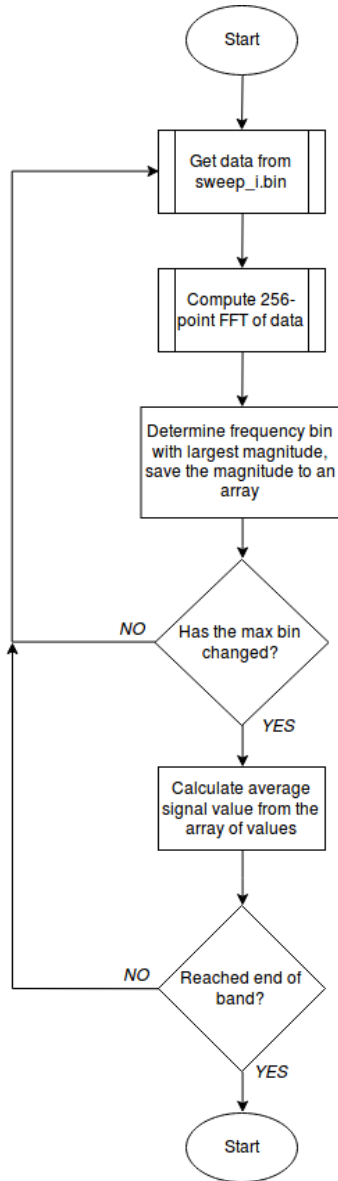 Start
Get data from
sweep_i.bin
Compute 256-
point FFT of data
Determine frequency bin
with largest magnitude,
save the magnitude to an
array
NO
Has the max bin
changed?
YES
Calculate average
signal value from the
array of values
NO
Reached end of
band?
YES
Start